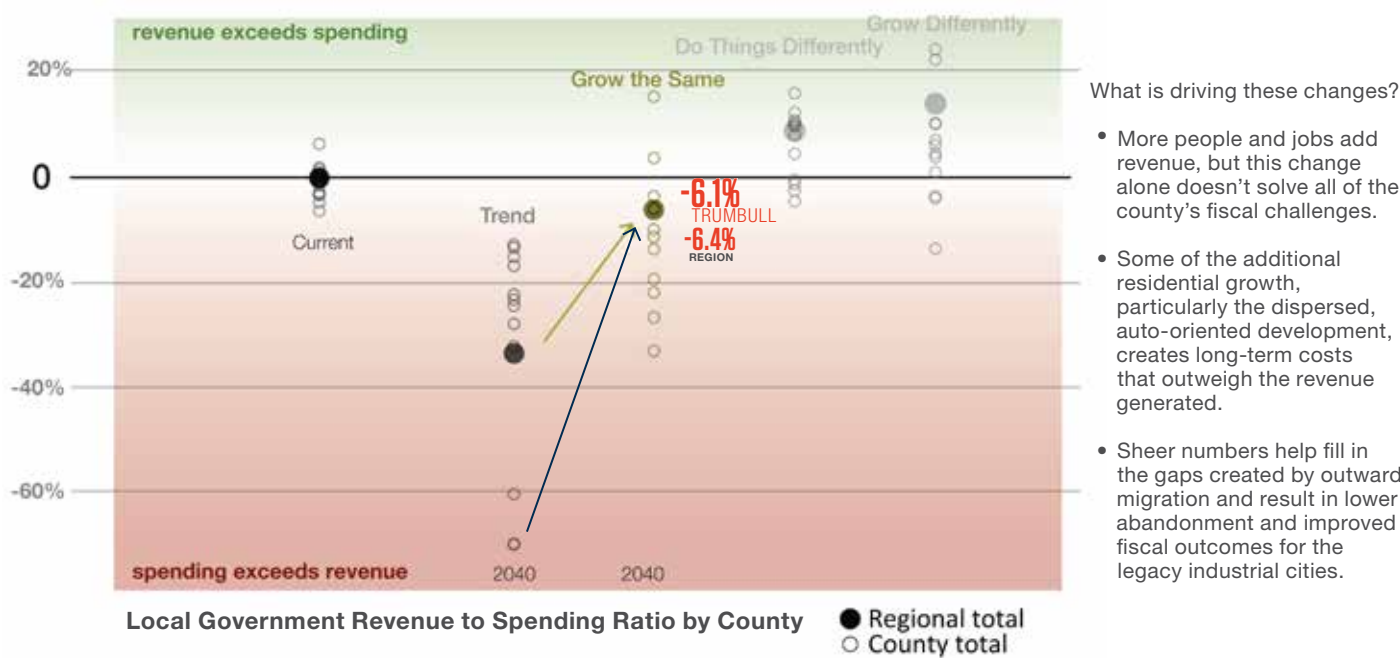 revenue exceeds spending
Grow Differently
Do Things Differently
20%
Grow the Same
0
-6.1%
TRUMBULL
-6.4%
REGION
Trend
Current
-20%
-40%
-60%
spending exceeds revenue
2040
2040
Local Government Revenue to Spending Ratio by County
Regional total
County total
What is driving these changes?
• More people and jobs add
revenue, but this change
alone doesn't solve all of the
county's fiscal challenges.
• Some of the additional
residential growth,
particularly the dispersed,
auto-oriented development,
creates long-term costs
that outweigh the revenue
generated.
• Sheer numbers help fill in
the gaps created by outward
migration and result in lower
abandonment and improved
fiscal outcomes for the
legacy industrial cities.